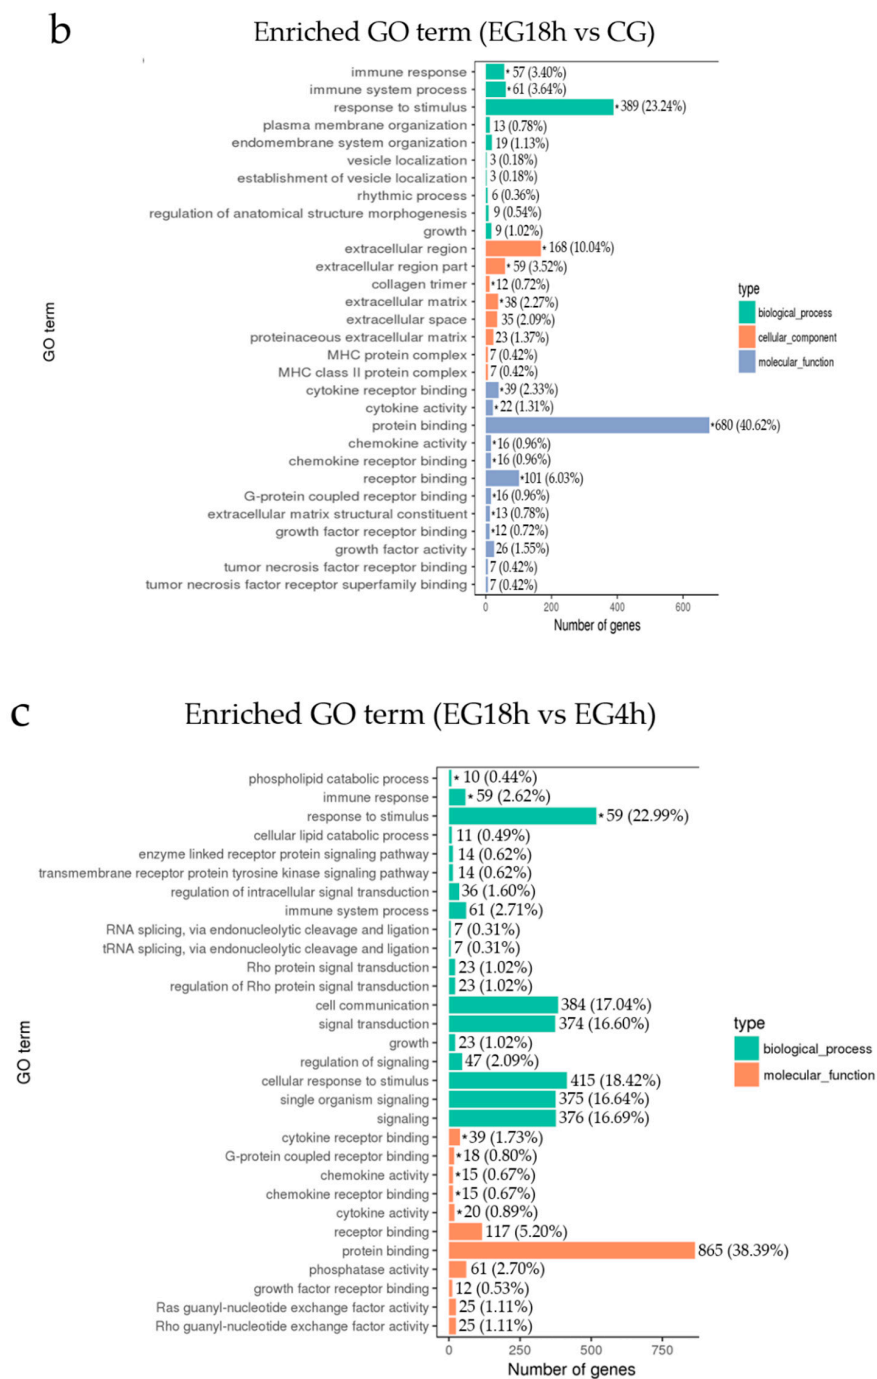 b
Enriched GO term (EG18h vs CG)
immune response * 57 (3.40%)
immune system process * 61 (3.64%)
response to stimulus * 389 (23.24%)
plasma membrane organization 13 (0.78%)
endomembrane system organization 19 (1.13%)
vesicle localization 3 (0.18%)
establishment of vesicle localization 3 (0.18%)
rhythmic process 6 (0.36%)
regulation of anatomical structure morphogenesis 9 (0.54%)
growth 9 (1.02%)
extracellular region * 168 (10.04%)
extracellular region part * 59 (3.52%)
collagen trimer * 12 (0.72%)
extracellular matrix * 38 (2.27%)
extracellular space 35 (2.09%)
proteinaceous extracellular matrix 23 (1.37%)
MHC protein complex 7 (0.42%)
MHC class II protein complex 7 (0.42%)
cytokine receptor binding * 39 (2.33%)
cytokine activity * 22 (1.31%)
protein binding * 680 (40.62%)
chemokine activity * 16 (0.96%)
chemokine receptor binding * 16 (0.96%)
receptor binding * 101 (6.03%)
G-protein coupled receptor binding * 16 (0.96%)
extracellular matrix structural constituent * 13 (0.78%)
growth factor receptor binding * 12 (0.72%)
growth factor activity 26 (1.55%)
tumor necrosis factor receptor binding 7 (0.42%)
tumor necrosis factor receptor superfamily binding 7 (0.42%)
0 200 400 600
Number of genes
GO term
type
biological_process
cellular_component
molecular_function
c
Enriched GO term (EG18h vs EG4h)
phospholipid catabolic process * 10 (0.44%)
immune response * 59 (2.62%)
response to stimulus * 59 (22.99%)
cellular lipid catabolic process 11 (0.49%)
enzyme linked receptor protein signaling pathway 14 (0.62%)
transmembrane receptor protein tyrosine kinase signaling pathway 14 (0.62%)
regulation of intracellular signal transduction 36 (1.60%)
immune system process 61 (2.71%)
RNA splicing, via endonucleolytic cleavage and ligation 7 (0.31%)
tRNA splicing, via endonucleolytic cleavage and ligation 7 (0.31%)
Rho protein signal transduction 23 (1.02%)
regulation of Rho protein signal transduction 23 (1.02%)
cell communication 384 (17.04%)
signal transduction 374 (16.60%)
growth 23 (1.02%)
regulation of signaling 47 (2.09%)
cellular response to stimulus 415 (18.42%)
single organism signaling 375 (16.64%)
signaling 376 (16.69%)
cytokine receptor binding * 39 (1.73%)
G-protein coupled receptor binding * 18 (0.80%)
chemokine activity * 15 (0.67%)
chemokine receptor binding * 15 (0.67%)
cytokine activity * 20 (0.89%)
receptor binding 117 (5.20%)
protein binding 865 (38.39%)
phosphatase activity 61 (2.70%)
growth factor receptor binding 12 (0.53%)
Ras guanyl-nucleotide exchange factor activity 25 (1.11%)
Rho guanyl-nucleotide exchange factor activity 25 (1.11%)
0 250 500 750
Number of genes
GO term
type
biological_process
molecular_function